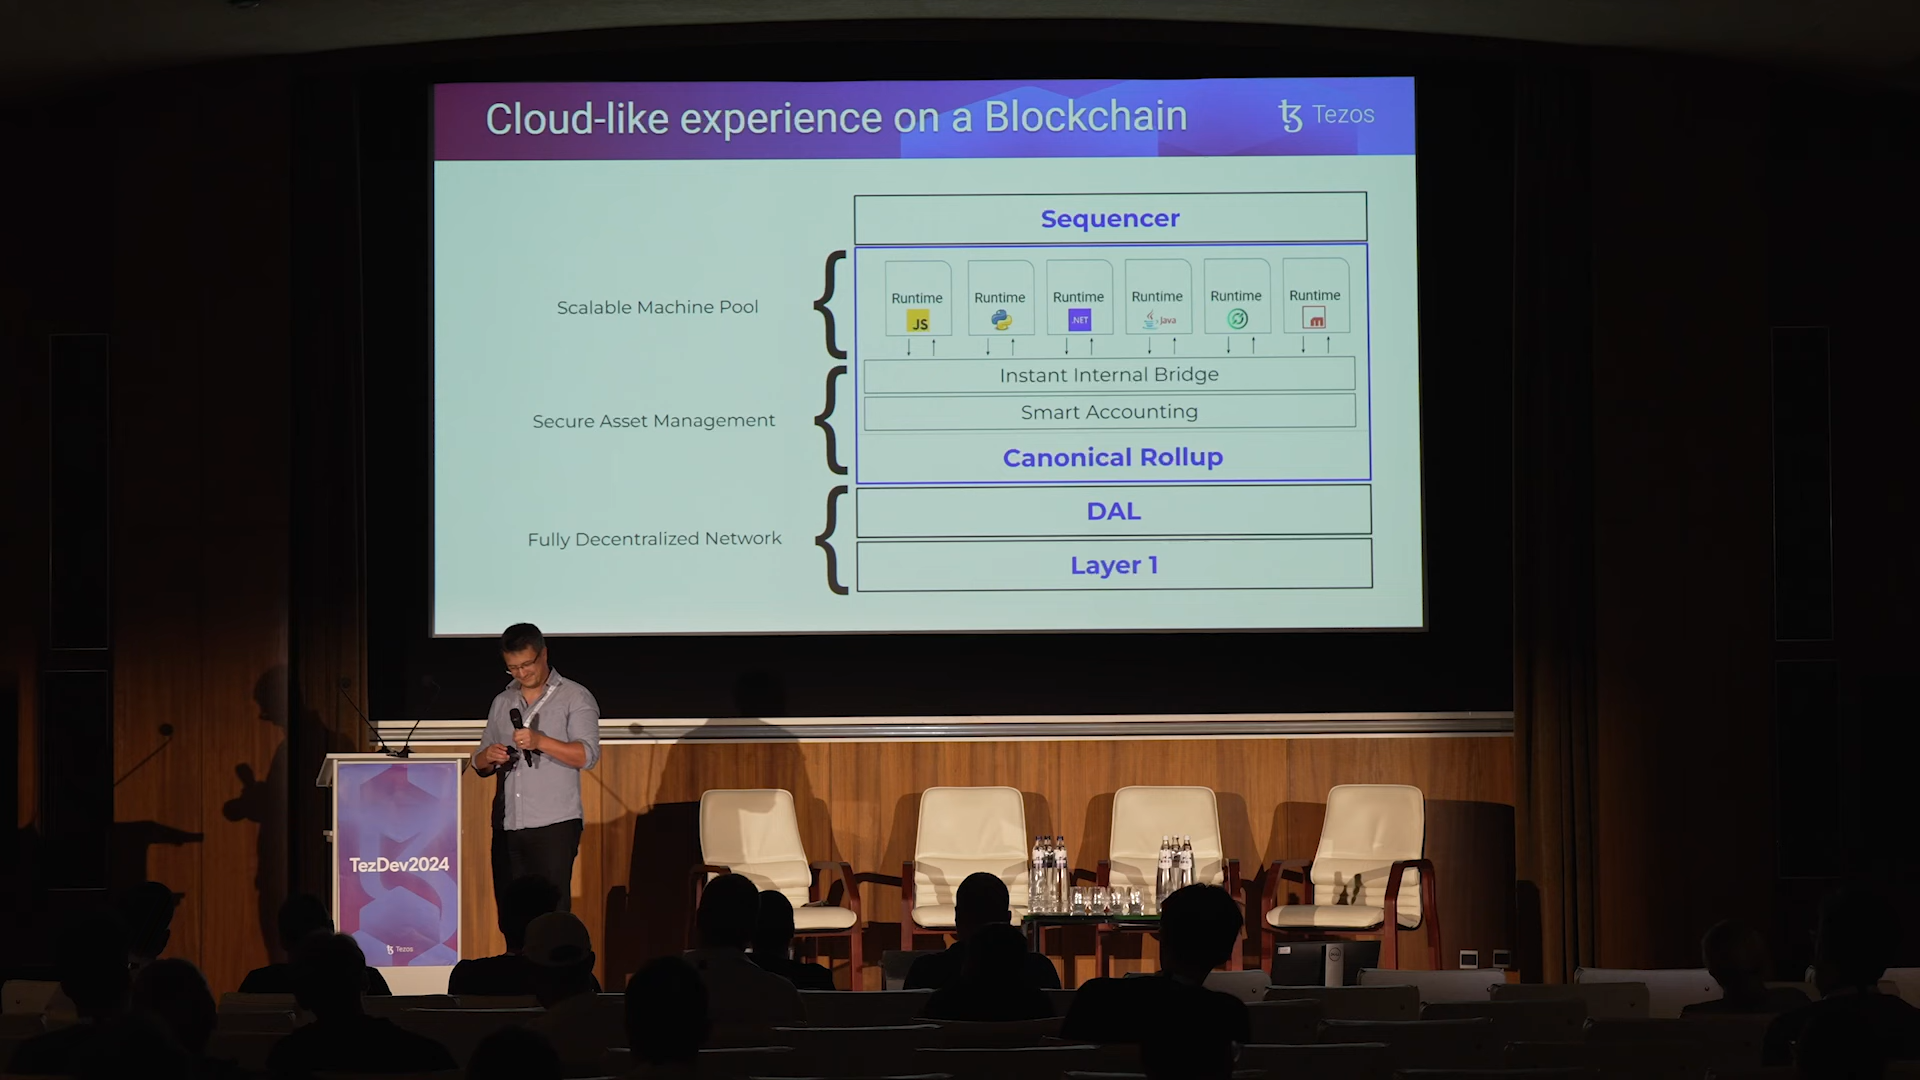 Cloud-like experience on a Blockchain
Tezos
Sequencer
Scalable Machine Pool
Runtime
JS
Runtime
Runtime
.NET
Runtime
Java
Runtime
Runtime
Instant Internal Bridge
Smart Accounting
Secure Asset Management
Canonical Rollup
DAL
Fully Decentralized Network
Layer 1
TezDev2024
Tezos